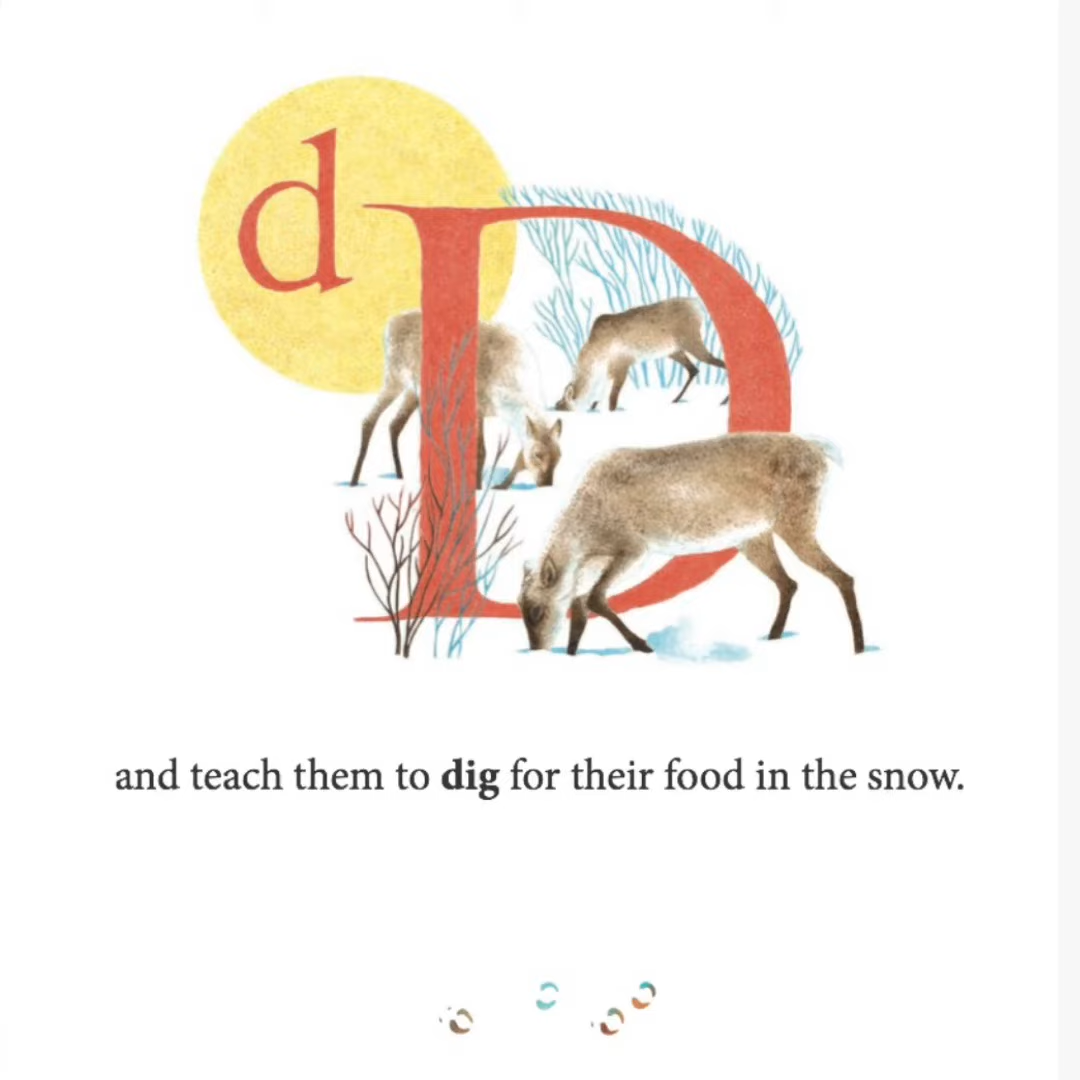 d
D
and teach them to dig for their food in the snow.